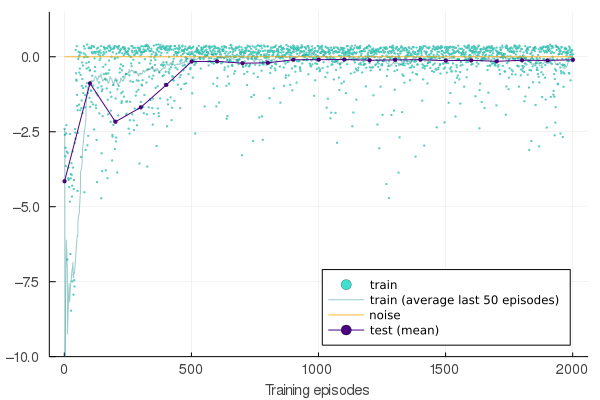 0.0
−2.5
−5.0
−7.5
−10.0
0 500 1000 1500 2000
Training episodes
train
train (average last 50 episodes)
noise
test (mean)